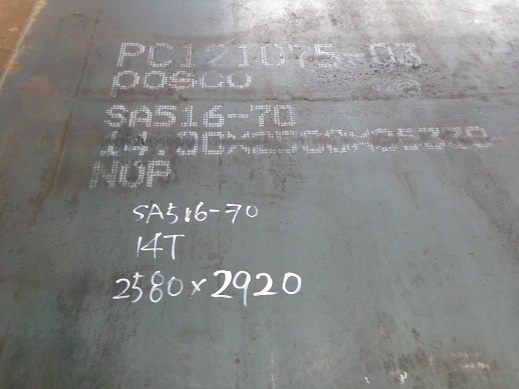 PC121075-03
POSCO
SA516-70
NOP
SA516-70
14T
2580 x 2920